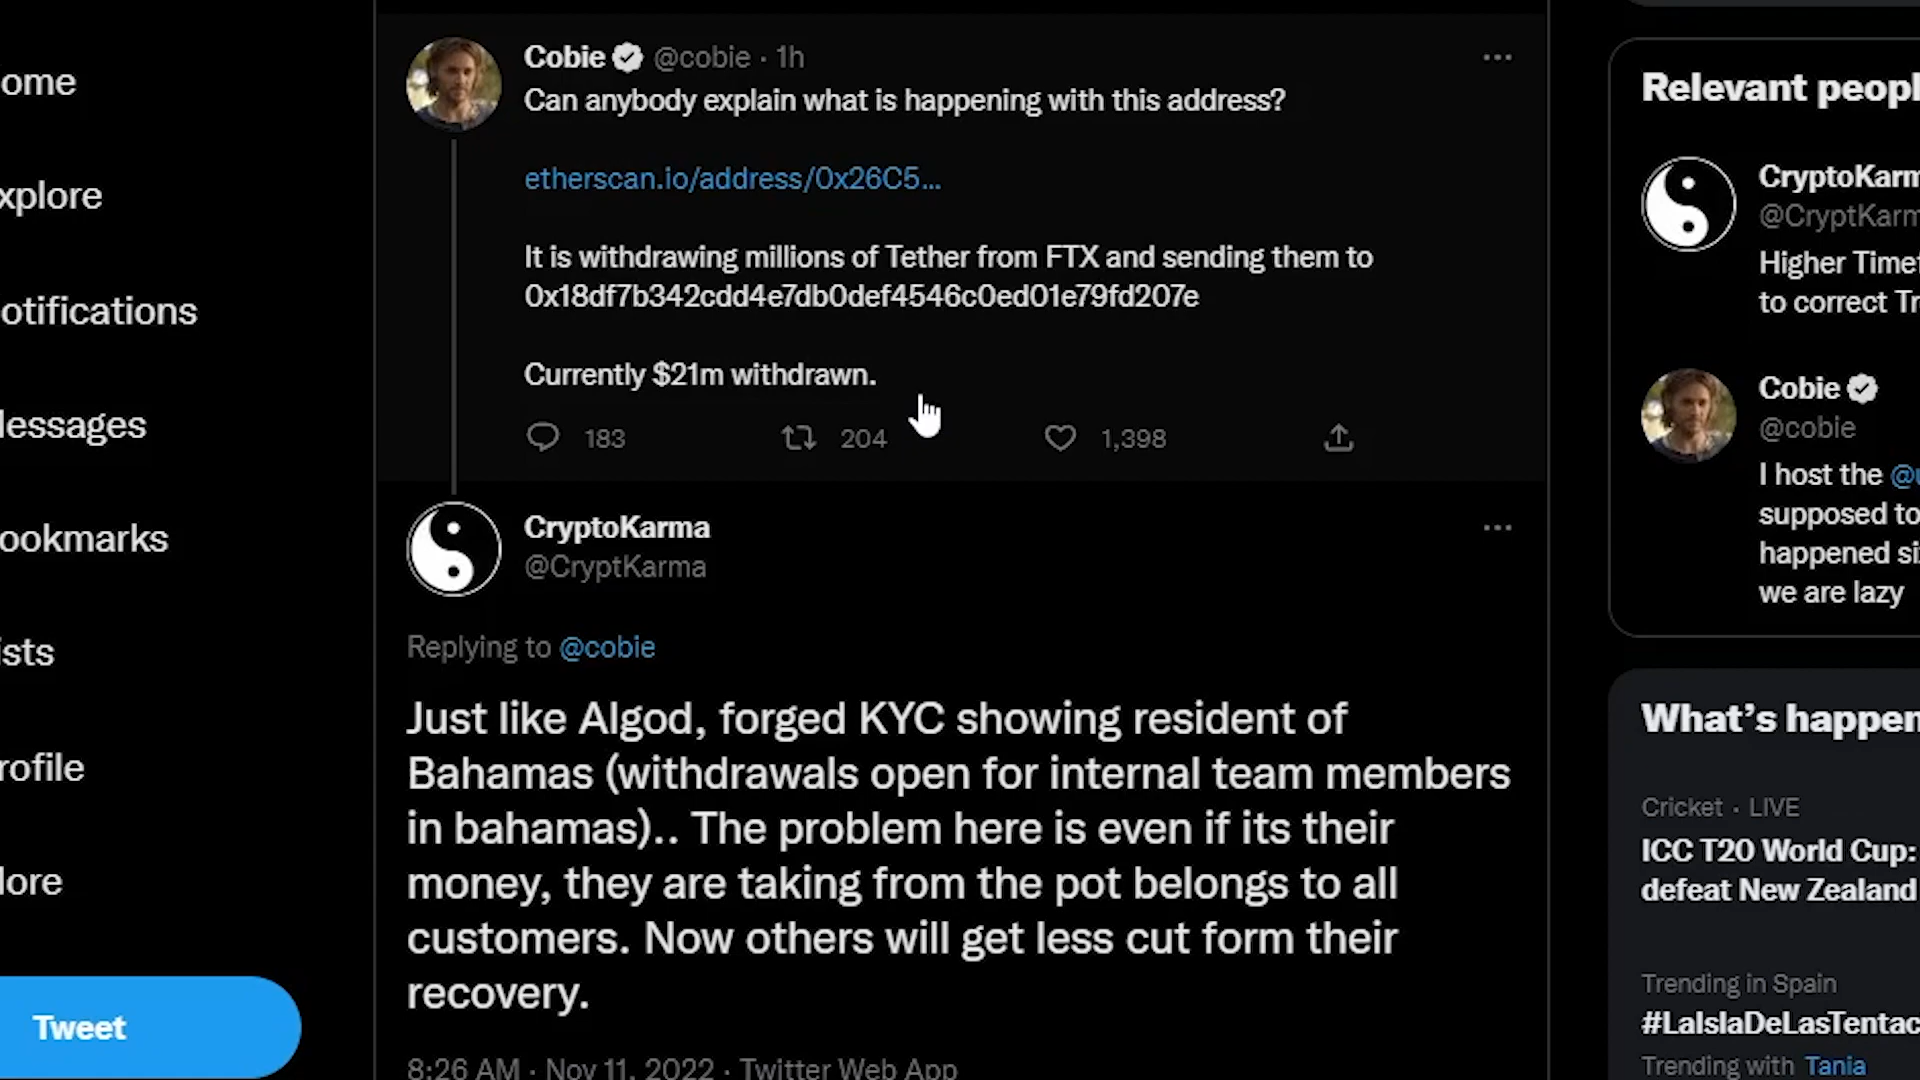 ome
xplore
otifications
lessages
ookmarks
ists
rofile
lore
Tweet
Cobie @cobie · 1h
Can anybody explain what is happening with this address?
etherscan.io/address/0x26C5...
It is withdrawing millions of Tether from FTX and sending them to
0x18df7b342cdd4e7db0def4546c0ed01e79fd207e
Currently $21m withdrawn.
183 204 1,398
CryptoKarma
@CryptKarma
Replying to @cobie
Just like Algod, forged KYC showing resident of
Bahamas (withdrawals open for internal team members
in bahamas).. The problem here is even if its their
money, they are taking from the pot belongs to all
customers. Now others will get less cut form their
recovery.
8:26 AM · Nov 11, 2022 · Twitter Web App
Relevant peopl
CryptoKarm
@CryptKarm
Higher Timef
to correct Tr
Cobie
@cobie
I host the @u
supposed to
happened si
we are lazy
What's happen
Cricket · LIVE
ICC T20 World Cup:
defeat New Zealand
Trending in Spain
#LaIslaDeLasTentac
Trending with Tania